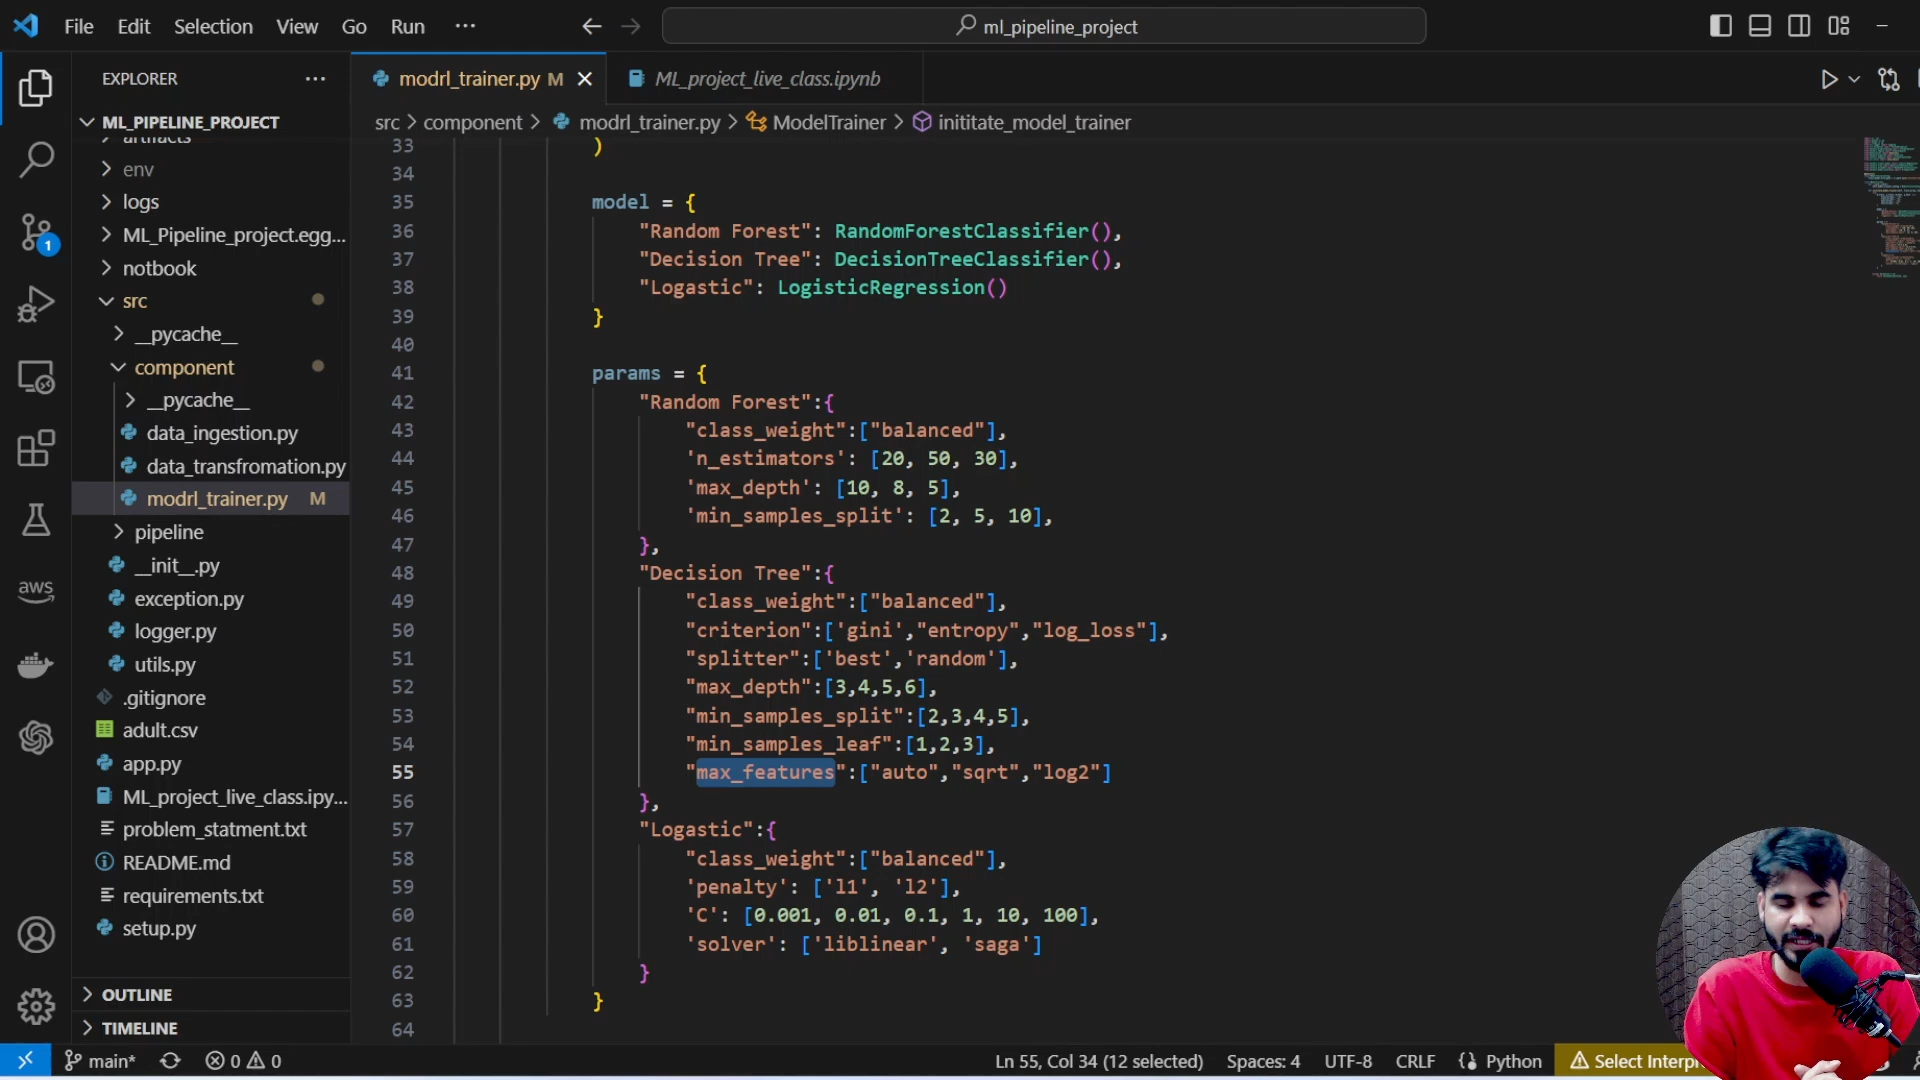 File Edit Selection View Go Run ··· ml_pipeline_project
EXPLORER ···
modrl_trainer.py M
ML_project_live_class.ipynb
ML_PIPELINE_PROJECT
artifacts
env
logs
ML_Pipeline_project.egg...
notbook
src
__pycache__
component
__pycache__
data_ingestion.py
data_transfromation.py
modrl_trainer.py M
pipeline
__init__.py
exception.py
logger.py
utils.py
.gitignore
adult.csv
app.py
ML_project_live_class.ipy...
problem_statment.txt
README.md
requirements.txt
setup.py
OUTLINE
TIMELINE
1
aws
src > component > modrl_trainer.py > ModelTrainer > inititate_model_trainer
33 )
34
35 model = {
36 "Random Forest": RandomForestClassifier(),
37 "Decision Tree": DecisionTreeClassifier(),
38 "Logastic": LogisticRegression()
39 }
40
41 params = {
42 "Random Forest":{
43 "class_weight":["balanced"],
44 'n_estimators': [20, 50, 30],
45 'max_depth': [10, 8, 5],
46 'min_samples_split': [2, 5, 10],
47 },
48 "Decision Tree":{
49 "class_weight":["balanced"],
50 "criterion":['gini',"entropy","log_loss"],
51 "splitter":['best','random'],
52 "max_depth":[3,4,5,6],
53 "min_samples_split":[2,3,4,5],
54 "min_samples_leaf":[1,2,3],
55 "max_features":["auto","sqrt","log2"]
56 },
57 "Logastic":{
58 "class_weight":["balanced"],
59 'penalty': ['l1', 'l2'],
60 'C': [0.001, 0.01, 0.1, 1, 10, 100],
61 'solver': ['liblinear', 'saga']
62 }
63 }
64
main* 0 0 Ln 55, Col 34 (12 selected) Spaces: 4 UTF-8 CRLF {} Python Select